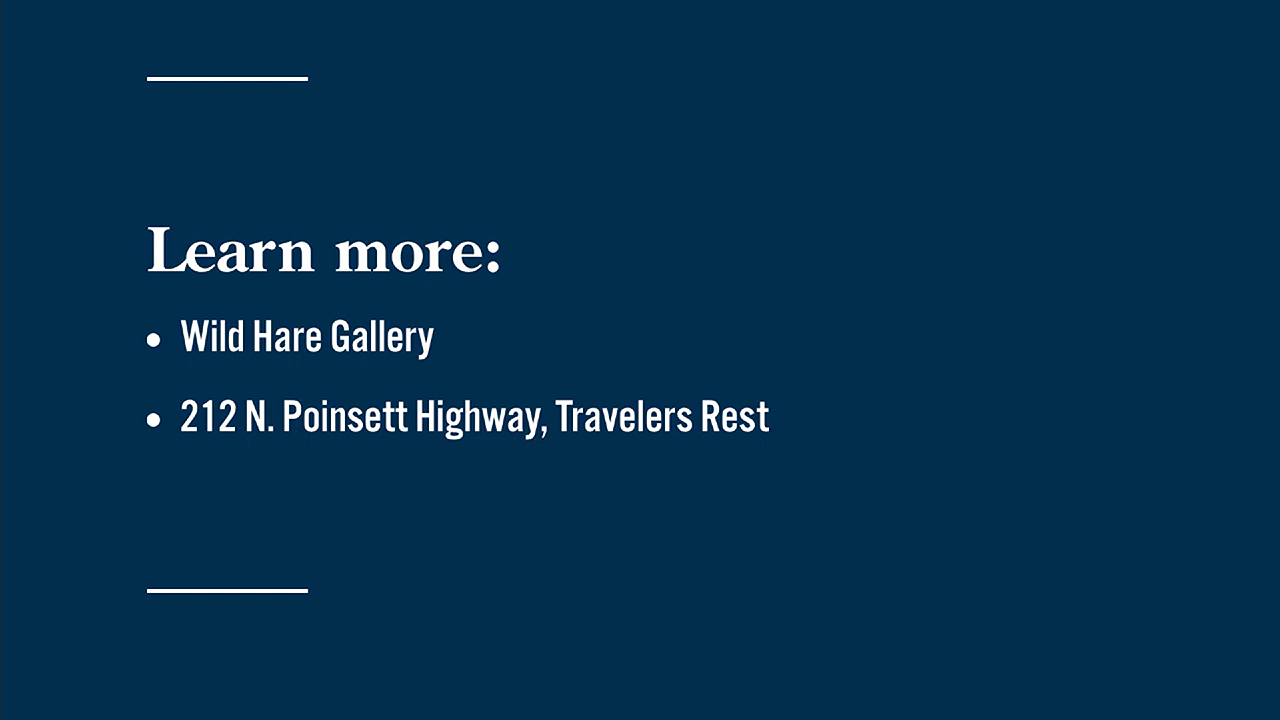 Learn more:
• Wild Hare Gallery
• 212 N. Poinsett Highway, Travelers Rest